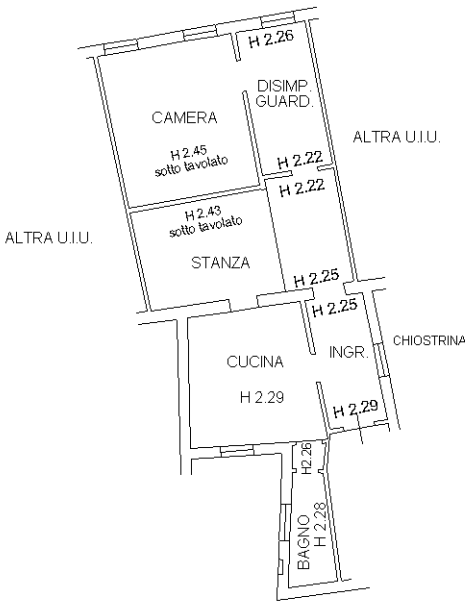 H 2.26
DISIMP.
GUARD.
CAMERA
ALTRA U.I.U.
H 2.45
sotto tavolato
H 2.22
H 2.22
H 2.43
sotto tavolato
ALTRA U.I.U.
STANZA
H 2.25
H 2.25
CHIOSTRINA
INGR.
CUCINA
H 2.29
H 2.29
H2.26
BAGNO
H 2.28